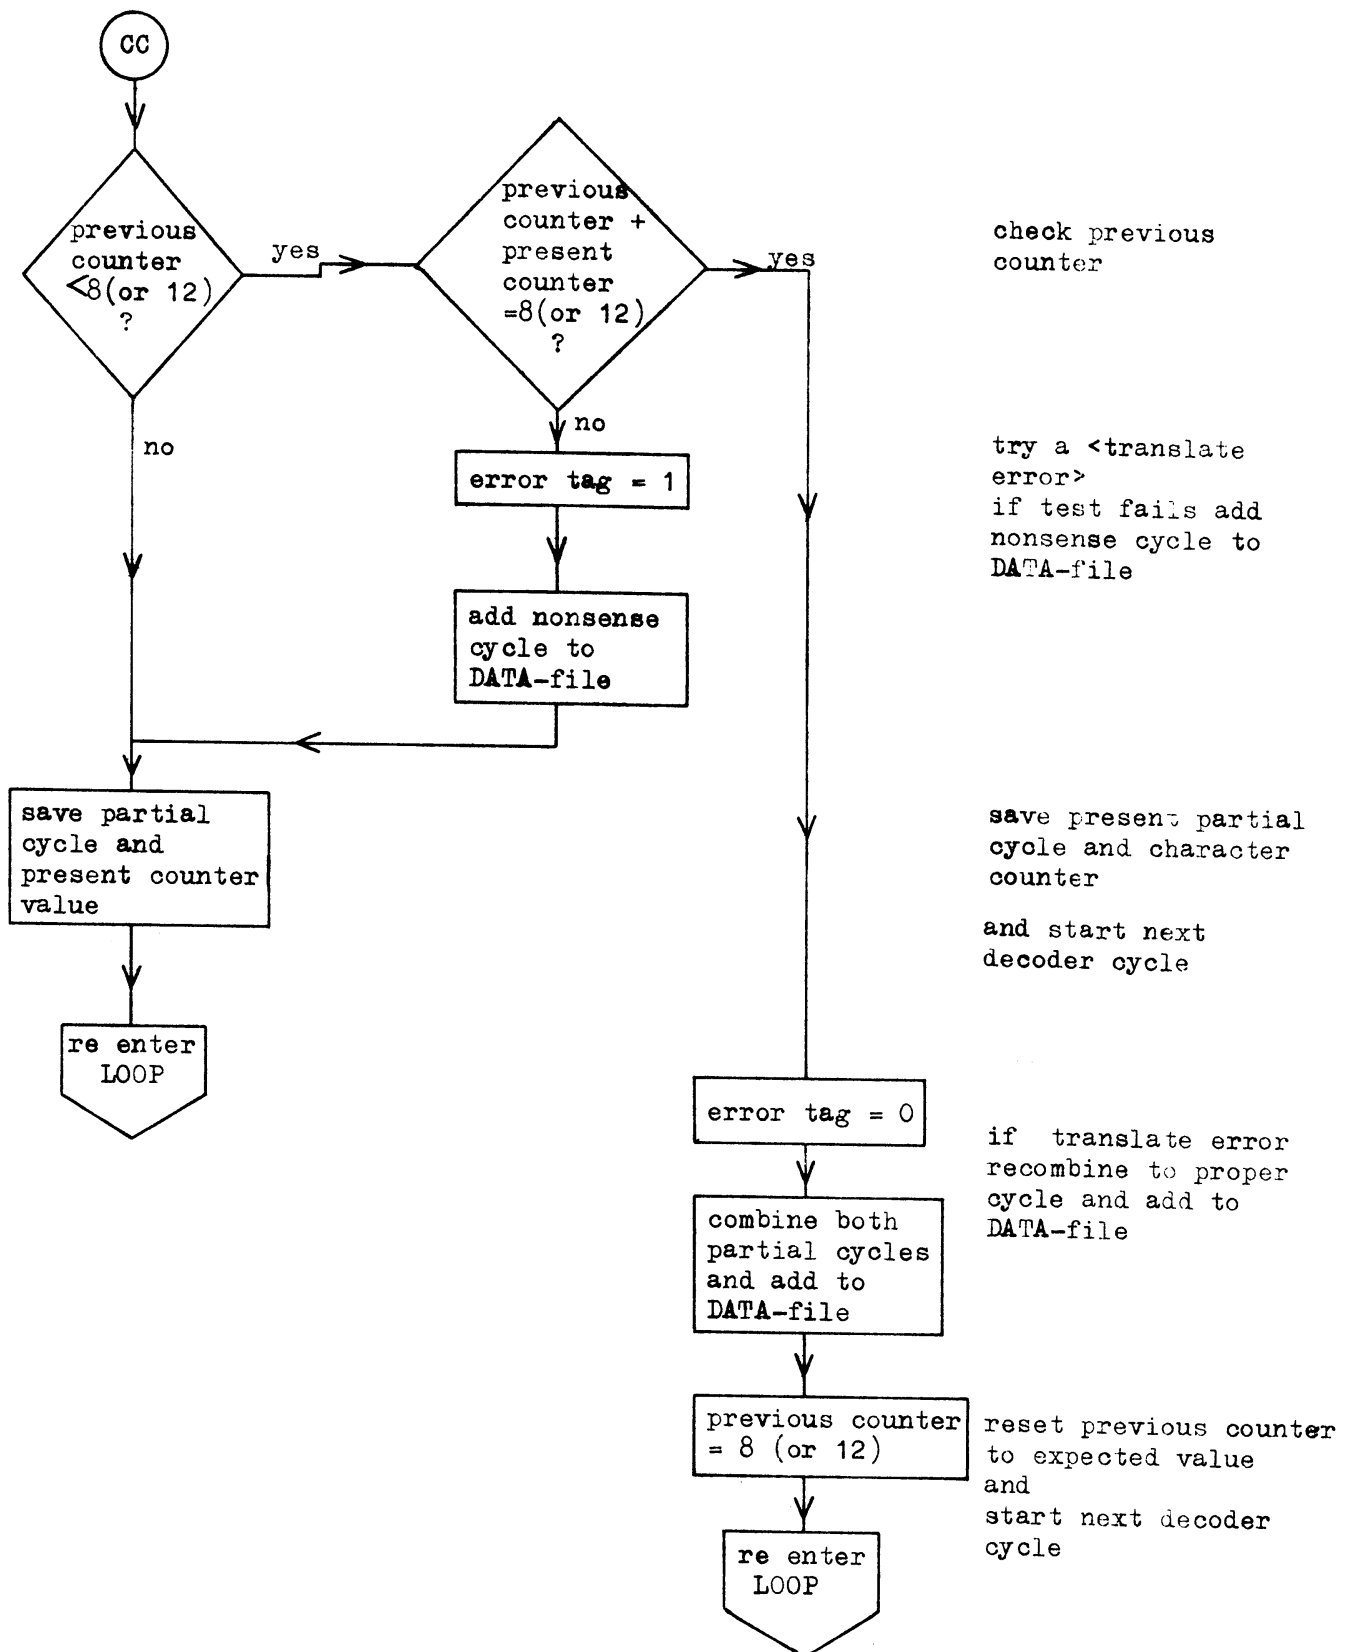 CC
previous
counter
<8(or 12)
?
yes
no
previous
counter +
present
counter
=8(or 12)
?
yes
no
check previous
counter
error tag = 1
try a <translate
error>
if test fails add
nonsense cycle to
DATA-file
add nonsense
cycle to
DATA-file
save partial
cycle and
present counter
value
save present partial
cycle and character
counter
and start next
decoder cycle
re enter
LOOP
error tag = 0
if translate error
recombine to proper
cycle and add to
DATA-file
combine both
partial cycles
and add to
DATA-file
previous counter
= 8 (or 12)
reset previous counter
to expected value
and
start next decoder
cycle
re enter
LOOP